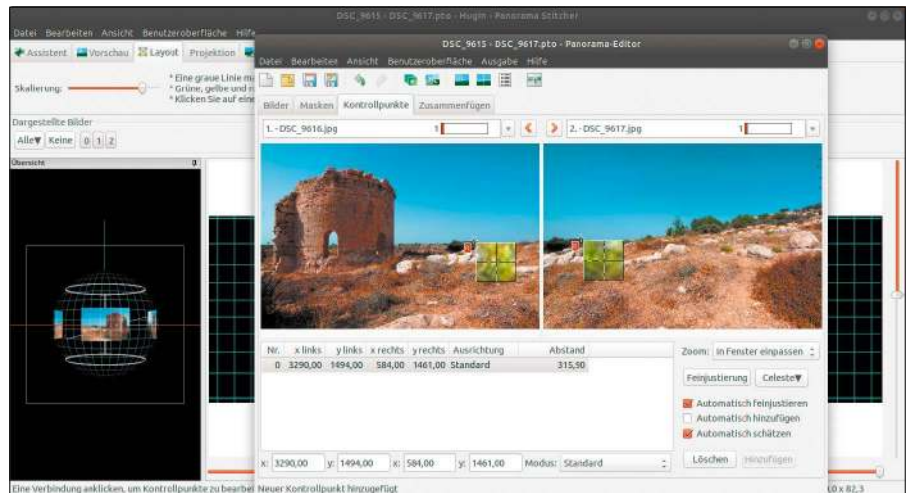 DSC_9615 - DSC_9617.pto - Hugin - Panorama Stitcher
Datei Bearbeiten Ansicht Benutzeroberfläche Hilfe
Assistent Vorschau Layout Projektion
Skalierung:
* Eine graue Linie
* Grüne, gelbe und
* Klicken Sie auf
Dargestellte Bilder
Alle Keine 0 1 2
Übersicht
DSC_9615 - DSC_9617.pto - Panorama-Editor
Datei Bearbeiten Ansicht Benutzeroberfläche Ausgabe Hilfe
Bilder Masken Kontrollpunkte Zusammenfügen
1. - DSC_9616.jpg 1 2. - DSC_9617.jpg 1
Nr. x links y links x rechts y rechts Ausrichtung Abstand
0 3290,00 1494,00 584,00 1461,00 Standard 315,90
Zoom: in Fenster einpassen
Feinjustierung Celeste
Automatisch feinjustieren
Automatisch hinzufügen
Automatisch schätzen
Löschen Hinzufügen
x: 3290,00 y: 1494,00 x: 584,00 y: 1461,00 Modus: Standard
Eine Verbindung anklicken, um Kontrollpunkte zu
Neuer Kontrollpunkt hinzugefügt
x 82,3